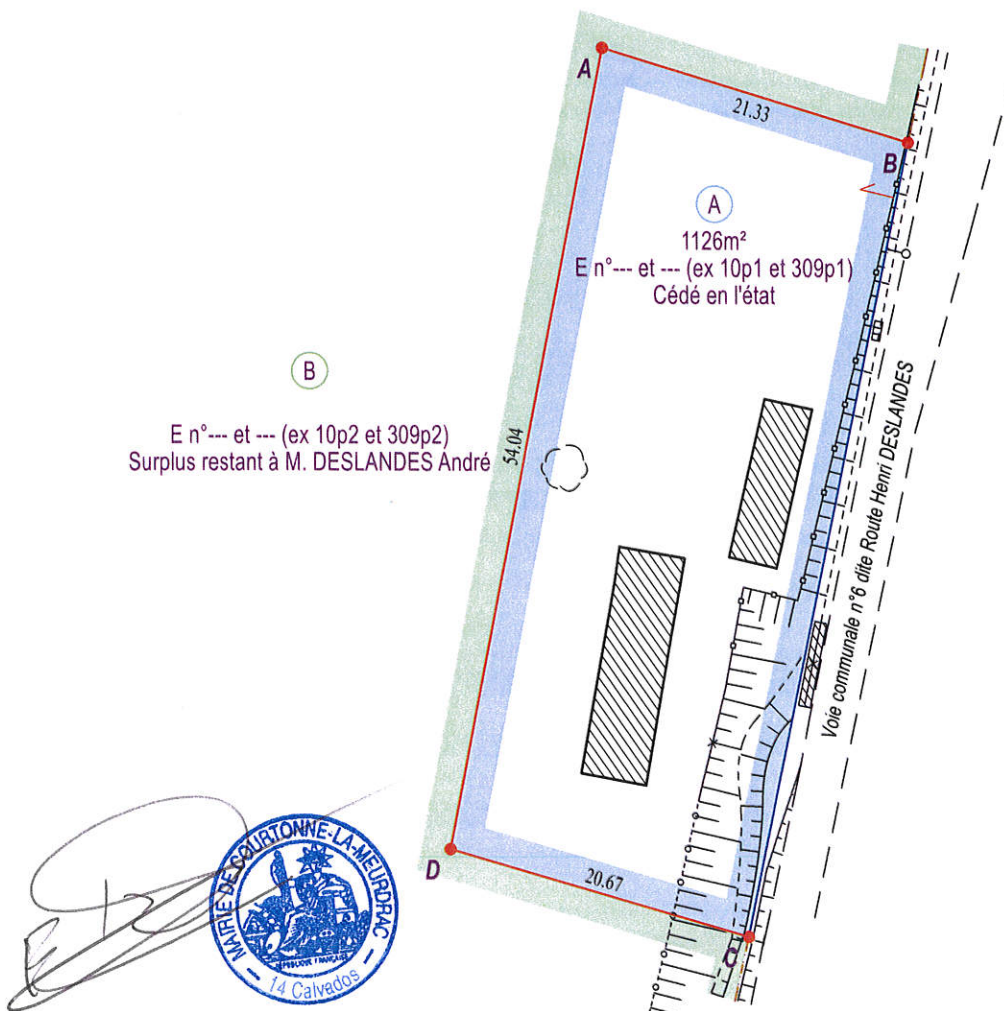 A
21.33
B
A
1126m²
E n°--- et --- (ex 10p1 et 309p1)
Cédé en l'état
B
E n°--- et --- (ex 10p2 et 309p2)
Surplus restant à M. DESLANDES André
54.04
Voie communale n°6 dite Route Henri DESLANDES
D
20.67
C
MAIRIE DE COURTONNE-LA-MEURDRAC
RÉPUBLIQUE FRANÇAISE
14 Calvados